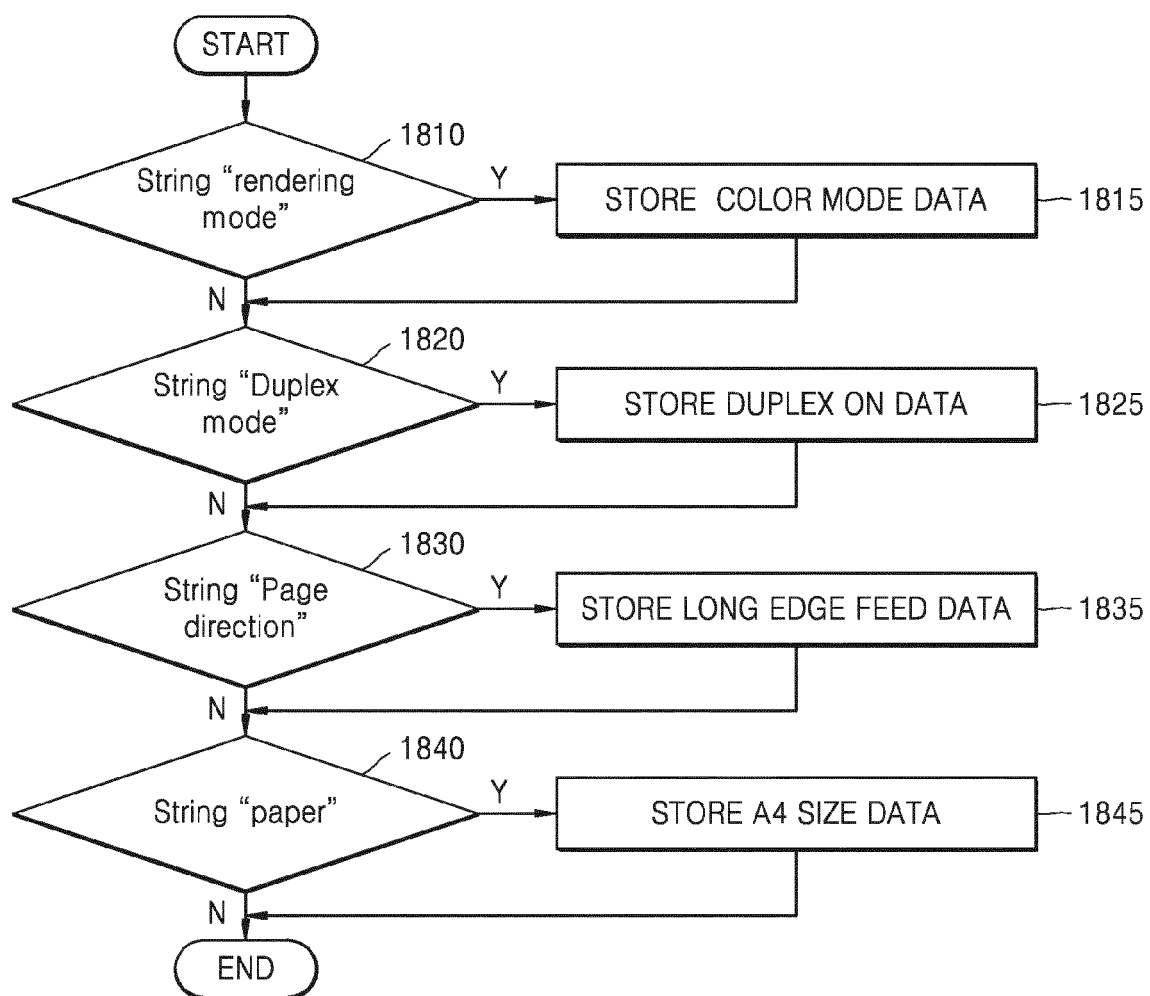 START
1810
String “rendering
mode”
Y
STORE COLOR MODE DATA
1815
N
1820
String “Duplex
mode”
Y
STORE DUPLEX ON DATA
1825
N
1830
String “Page
direction”
Y
STORE LONG EDGE FEED DATA
1835
N
1840
String “paper”
Y
STORE A4 SIZE DATA
1845
N
END